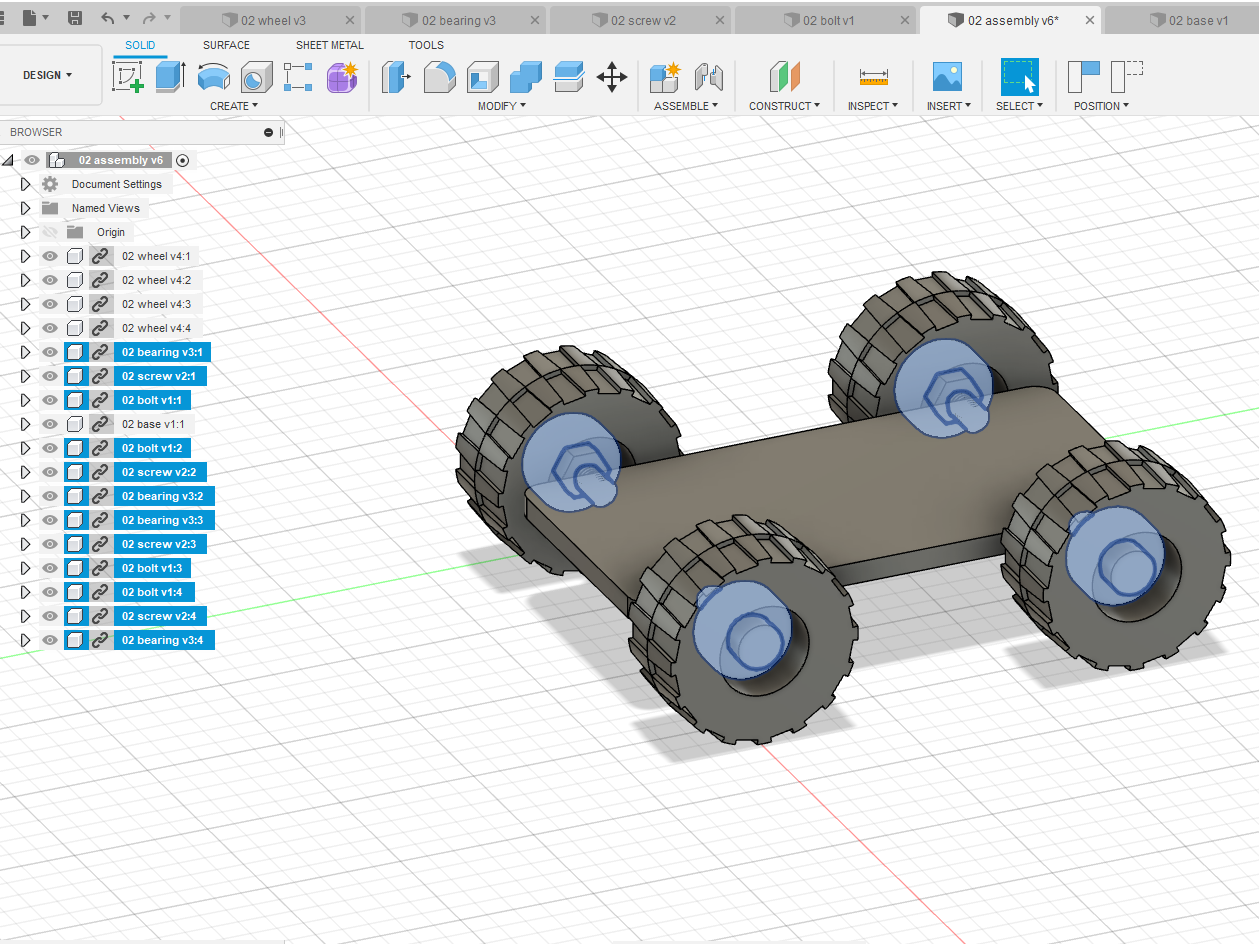 02 wheel v3
02 bearing v3
02 screw v2
02 bolt v1
02 assembly v6*
02 base v1
SOLID
SURFACE
SHEET METAL
TOOLS
DESIGN
CREATE
MODIFY
ASSEMBLE
CONSTRUCT
INSPECT
INSERT
SELECT
POSITION
BROWSER
02 assembly v6
Document Settings
Named Views
Origin
02 wheel v4:1
02 wheel v4:2
02 wheel v4:3
02 wheel v4:4
02 bearing v3:1
02 screw v2:1
02 bolt v1:1
02 base v1:1
02 bolt v1:2
02 screw v2:2
02 bearing v3:2
02 bearing v3:3
02 screw v2:3
02 bolt v1:3
02 bolt v1:4
02 screw v2:4
02 bearing v3:4